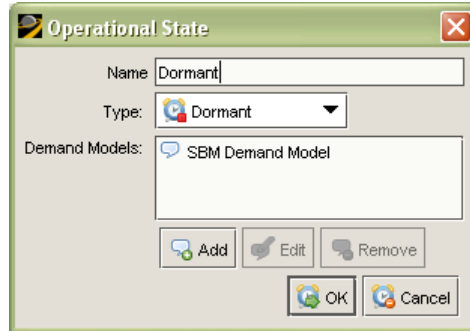 Operational State
Name Dormant
Type: Dormant
Demand Models: SBM Demand Model
Add Edit Remove
OK Cancel